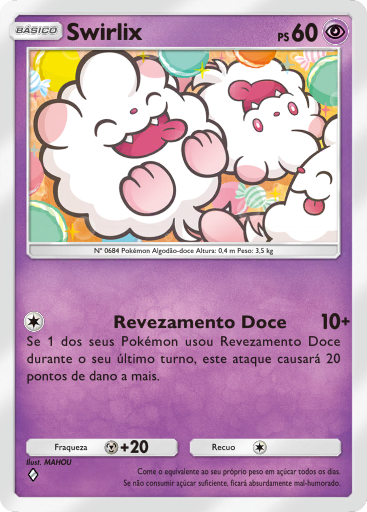 BÁSICO Swirlix PS 60
Nº 0684 Pokémon Algodão-doce Altura: 0,4 m Peso: 3,5 kg
Revezamento Doce 10+
Se 1 dos seus Pokémon usou Revezamento Doce
durante o seu último turno, este ataque causará 20
pontos de dano a mais.
Fraqueza +20 Recuo
Ilust. MAHOU
Come o equivalente ao seu próprio peso em açúcar todos os dias.
Se não consumir açúcar suficiente, ficará absurdamente mal-humorado.